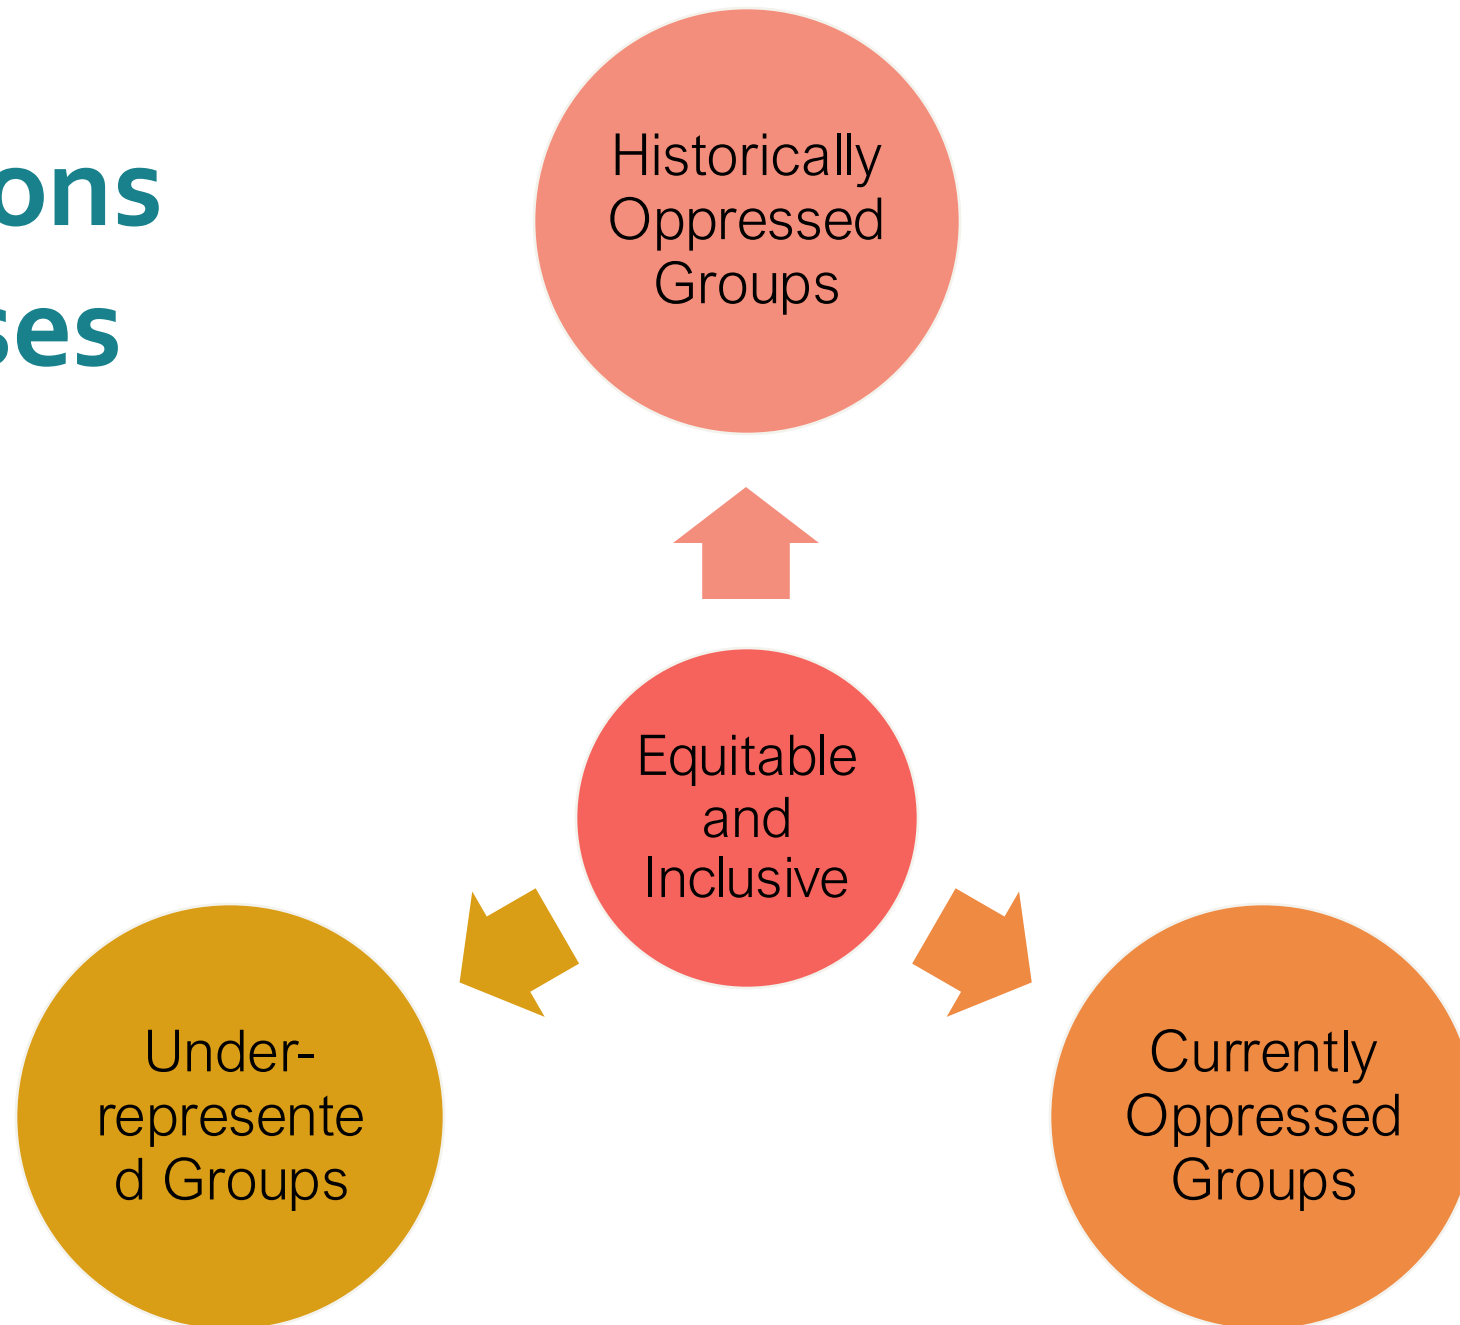 ons
ses
Historically
Oppressed
Groups
Equitable
and
Inclusive
Under-
represente
d Groups
Currently
Oppressed
Groups